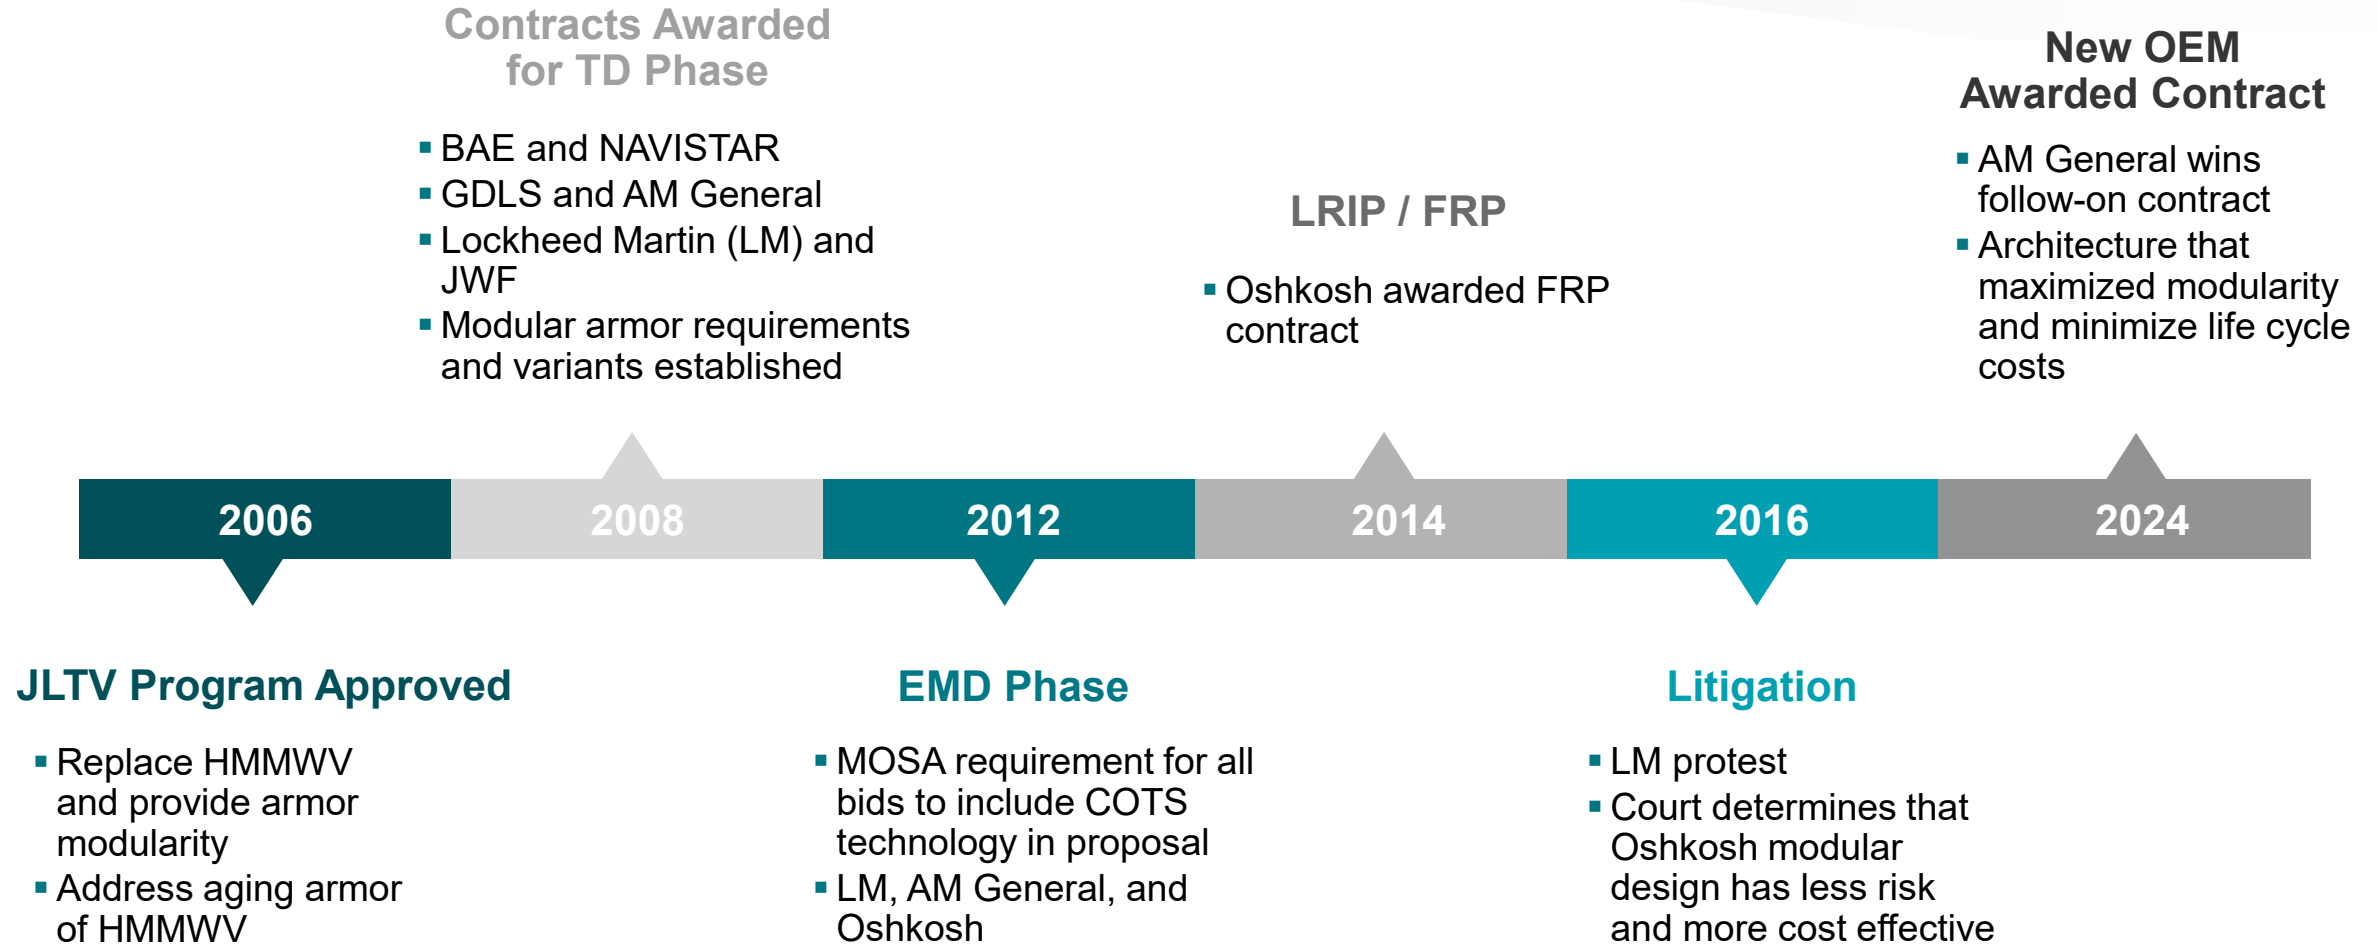 Contracts Awarded
for TD Phase
▪ BAE and NAVISTAR
▪ GDLS and AM General
▪ Lockheed Martin (LM) and
JWF
▪ Modular armor requirements
and variants established
LRIP / FRP
▪ Oshkosh awarded FRP
contract
New OEM
Awarded Contract
▪ AM General wins
follow-on contract
▪ Architecture that
maximized modularity
and minimize life cycle
costs
2006
2008
2012
2014
2016
2024
JLTV Program Approved
▪ Replace HMMWV
and provide armor
modularity
▪ Address aging armor
of HMMWV
EMD Phase
▪ MOSA requirement for all
bids to include COTS
technology in proposal
▪ LM, AM General, and
Oshkosh
Litigation
▪ LM protest
▪ Court determines that
Oshkosh modular
design has less risk
and more cost effective